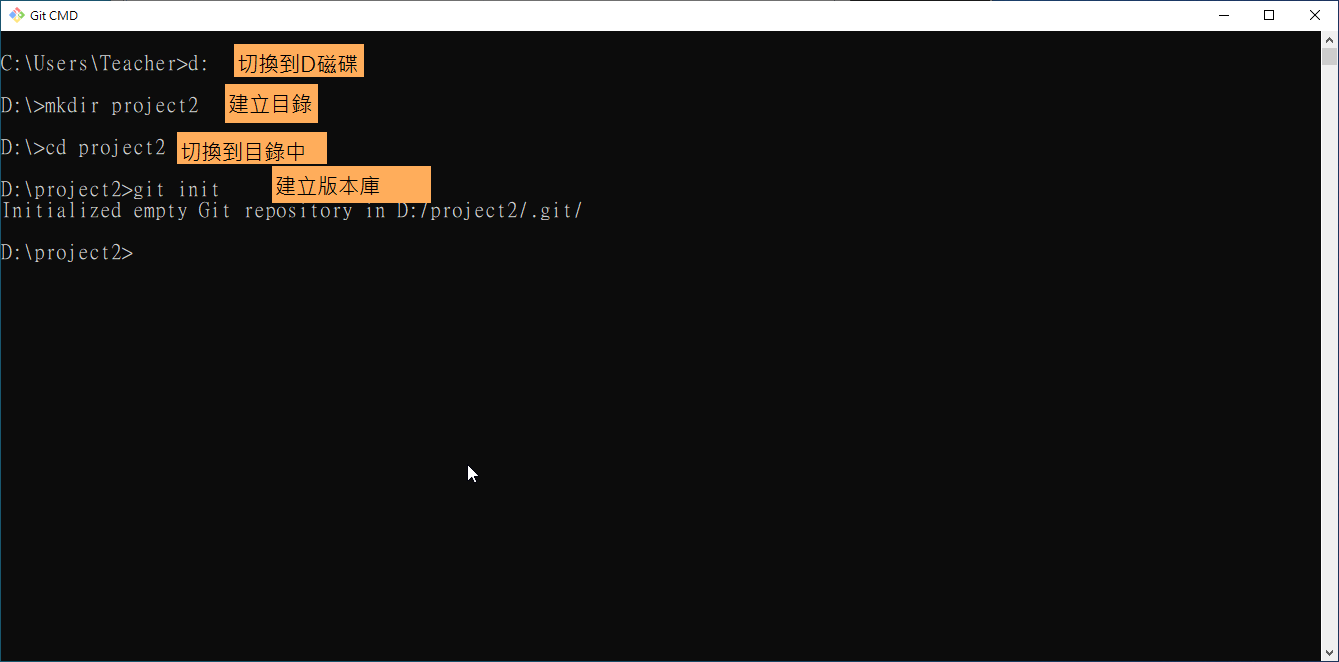 Git CMD
C:\Users\Teacher>d: 切換到D磁碟
D:\>mkdir project2 建立目錄
D:\>cd project2 切換到目錄中
D:\project2>git init 建立版本庫
Initialized empty Git repository in D:/project2/.git/
D:\project2>